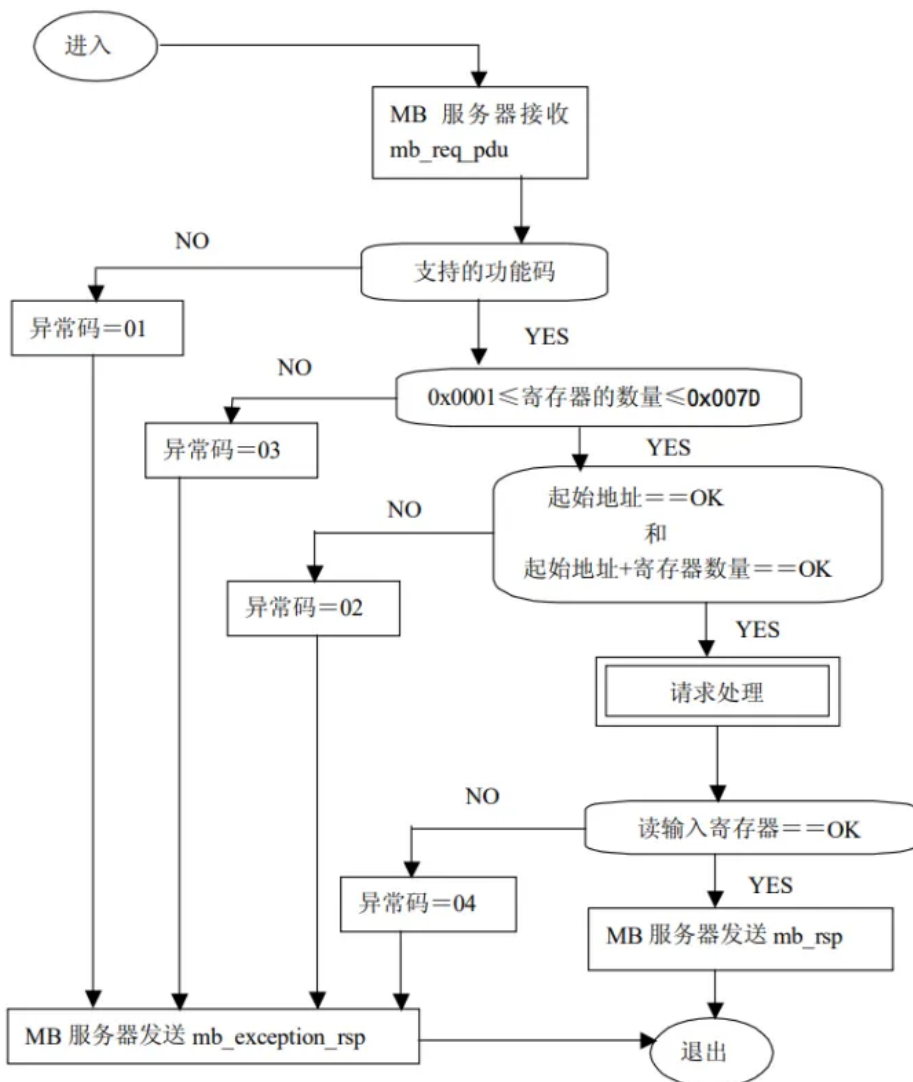 进入
MB 服务器接收
mb_req_pdu
NO
支持的功能码
异常码＝01
YES
NO
0x0001≤寄存器的数量≤0x007D
异常码＝03
YES
起始地址＝＝OK
NO
和
起始地址+寄存器数量＝＝OK
异常码＝02
YES
请求处理
NO
读输入寄存器＝＝OK
YES
异常码＝04
MB 服务器发送 mb_rsp
MB 服务器发送 mb_exception_rsp
退出